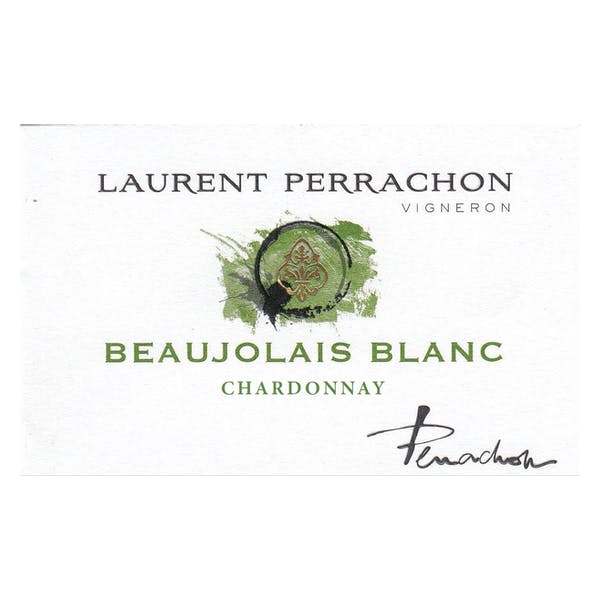 LAURENT PERRACHON
VIGNERON
BEAUJOLAIS BLANC
CHARDONNAY
Perrachon